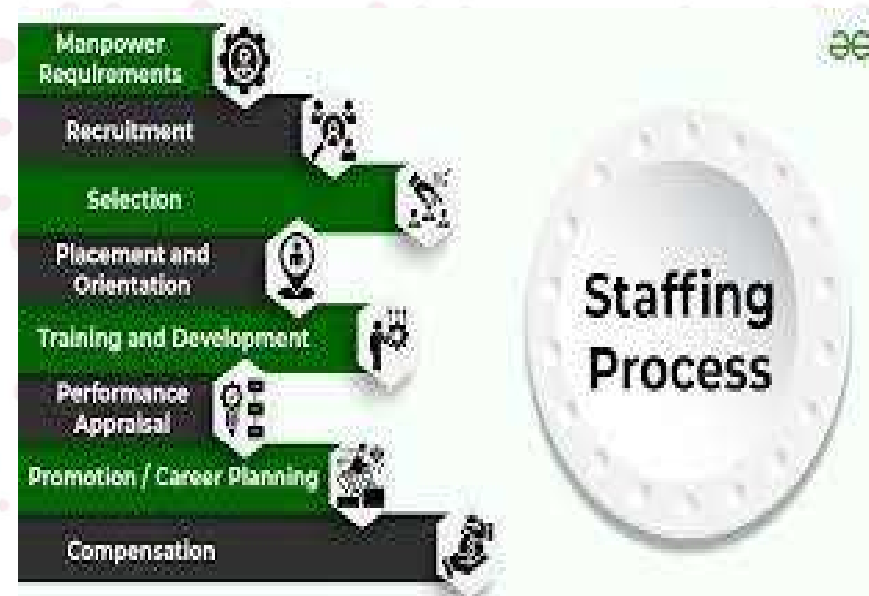 Manpower
Requirements
Recruitment
Selection
Placement and
Orientation
Training and Development
Performance
Appraisal
Promotion / Career Planning
Compensation
Staffing
Process